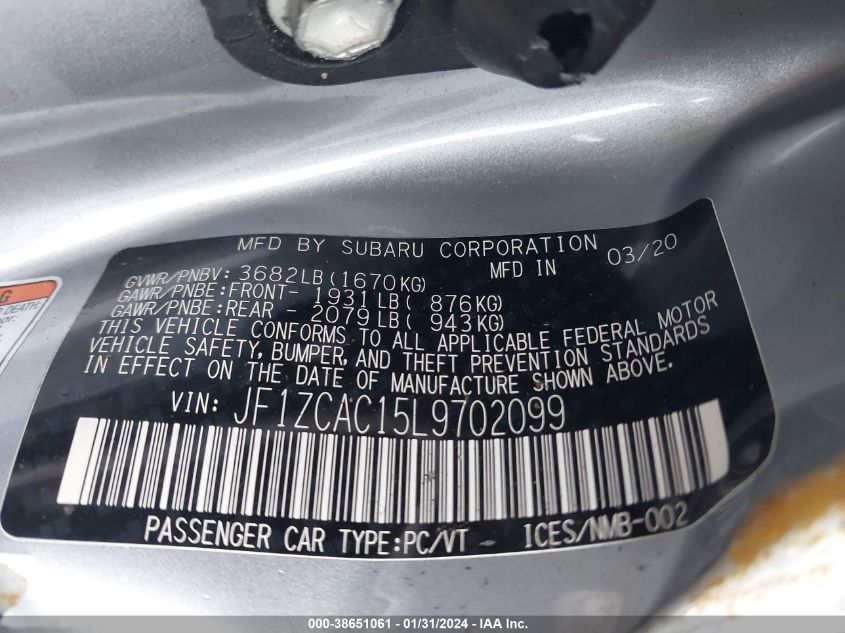 MFD BY SUBARU CORPORATION
MFD IN 03/20
GVWR/PNBV: 3682LB(1670KG)
GAWR/PNBE:FRONT- 1931LB( 876KG)
GAWR/PNBE:REAR - 2079LB( 943KG)
THIS VEHICLE CONFORMS TO ALL APPLICABLE FEDERAL MOTOR
VEHICLE SAFETY, BUMPER, AND THEFT PREVENTION STANDARDS
IN EFFECT ON THE DATE OF MANUFACTURE SHOWN ABOVE.
VIN: JF1ZCAC15L9702099
PASSENGER CAR TYPE:PC/VT - ICES/NMB-002
G
DEATH:
000-38651061 - 01/31/2024 - IAA Inc.